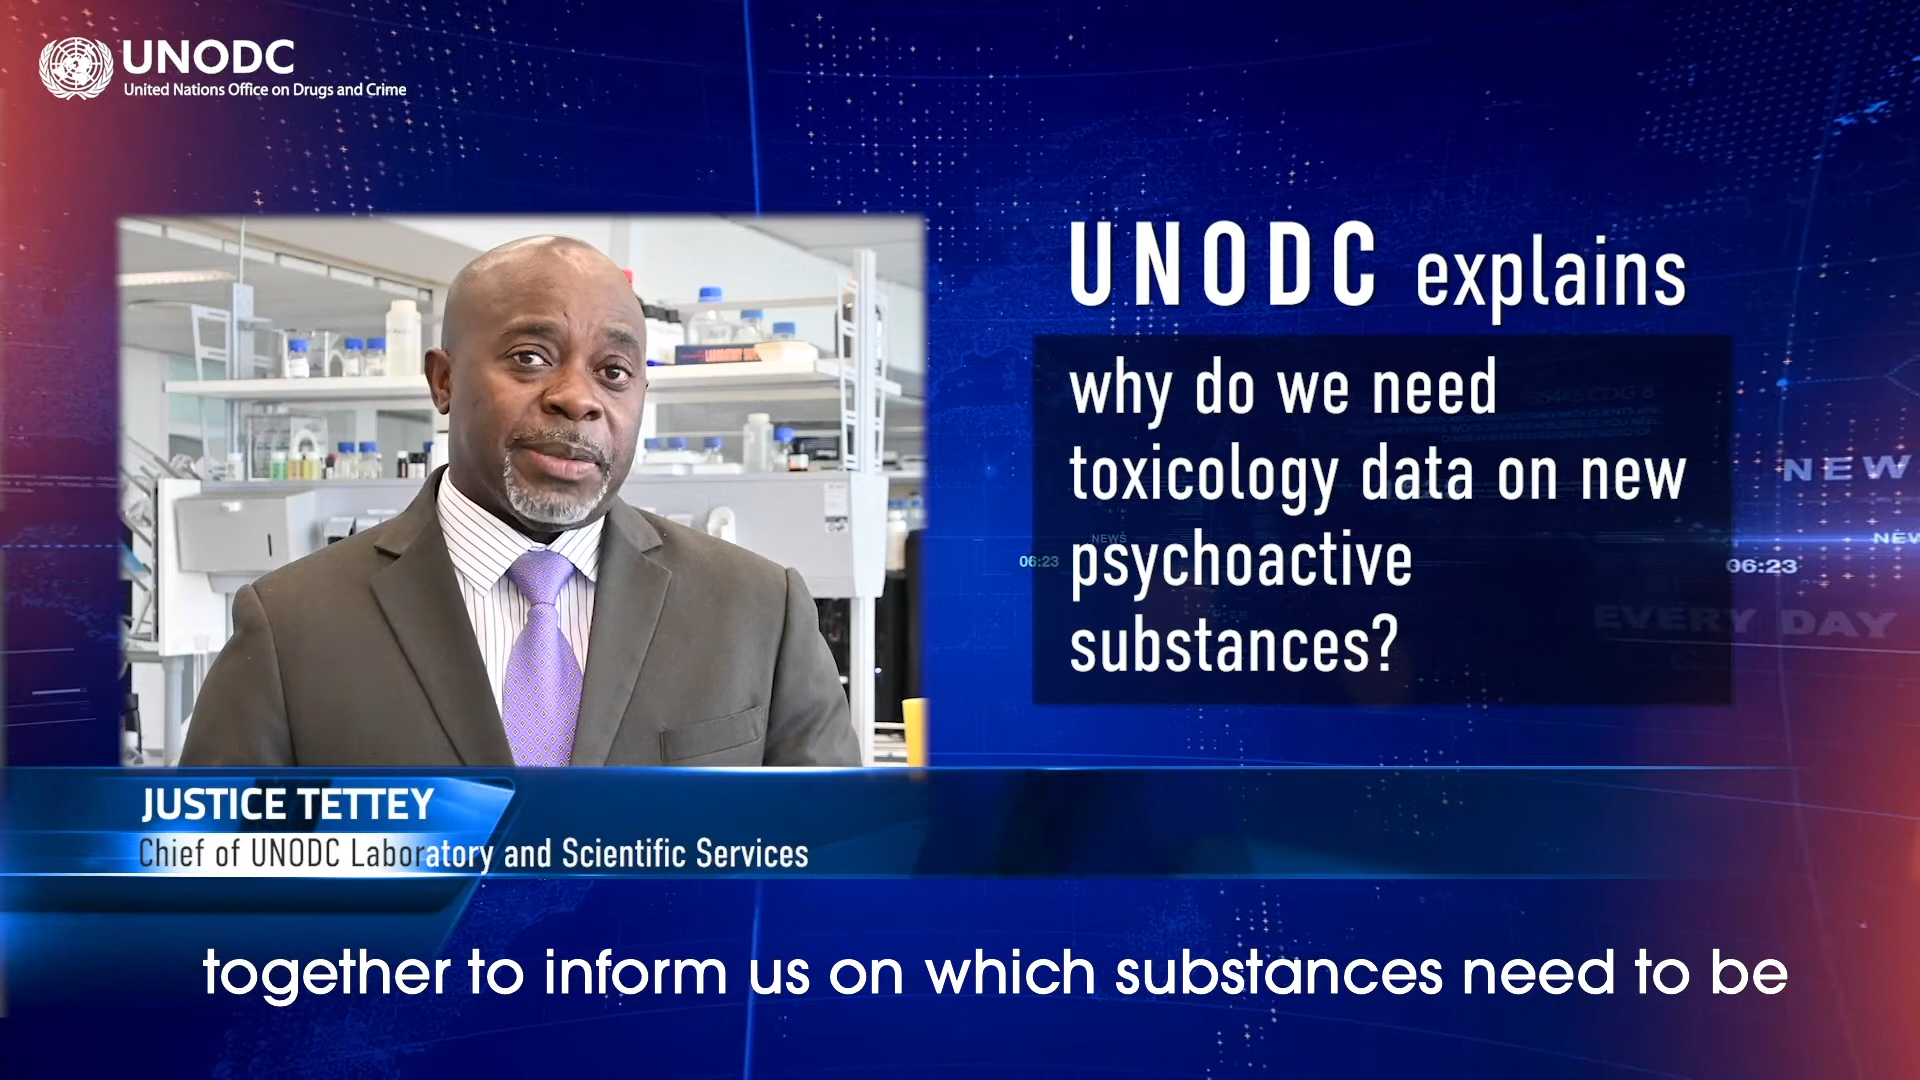 UNODC
United Nations Office on Drugs and Crime
UNODC explains
why do we need
toxicology data on new
psychoactive
substances?
NEW
NEWS
NEW
06:23
06:23
EVERY DAY
JUSTICE TETTEY
Chief of UNODC Laboratory and Scientific Services
together to inform us on which substances need to be